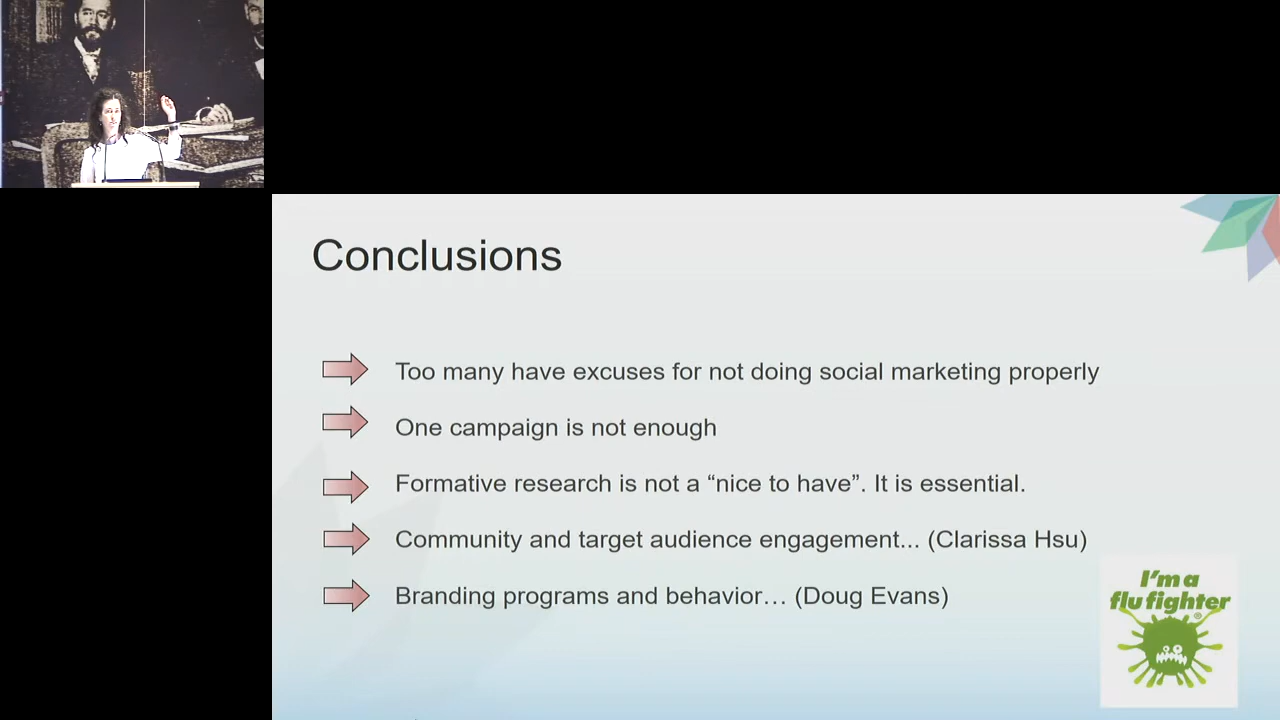 Conclusions
Too many have excuses for not doing social marketing properly
One campaign is not enough
Formative research is not a “nice to have”. It is essential.
Community and target audience engagement... (Clarissa Hsu)
Branding programs and behavior… (Doug Evans)
I'm a
flu fighter
®